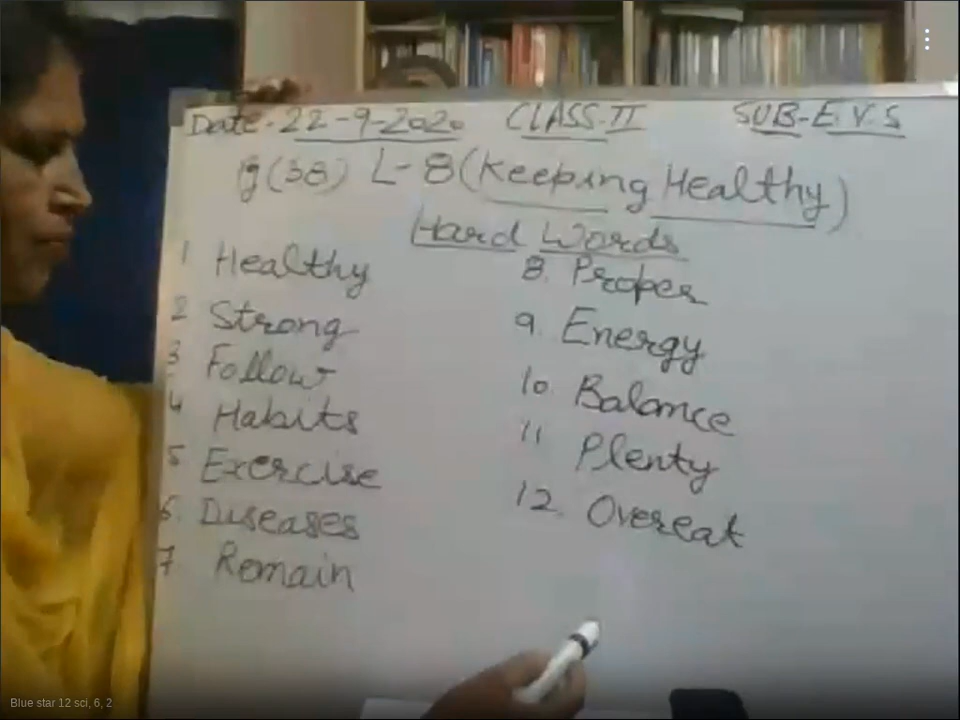 Date - 22-9-2020 CLASS-II SUB-E.V.S
Pg (38) L-8 (Keeping Healthy)
Hard Words
1 Healthy
2 Strong
3 Follow
4 Habits
5 Exercise
6. Diseases
7. Remain
8. Proper
9. Energy
10. Balance
11 Plenty
12. Overeat
Blue star 12 sci, 6, 2